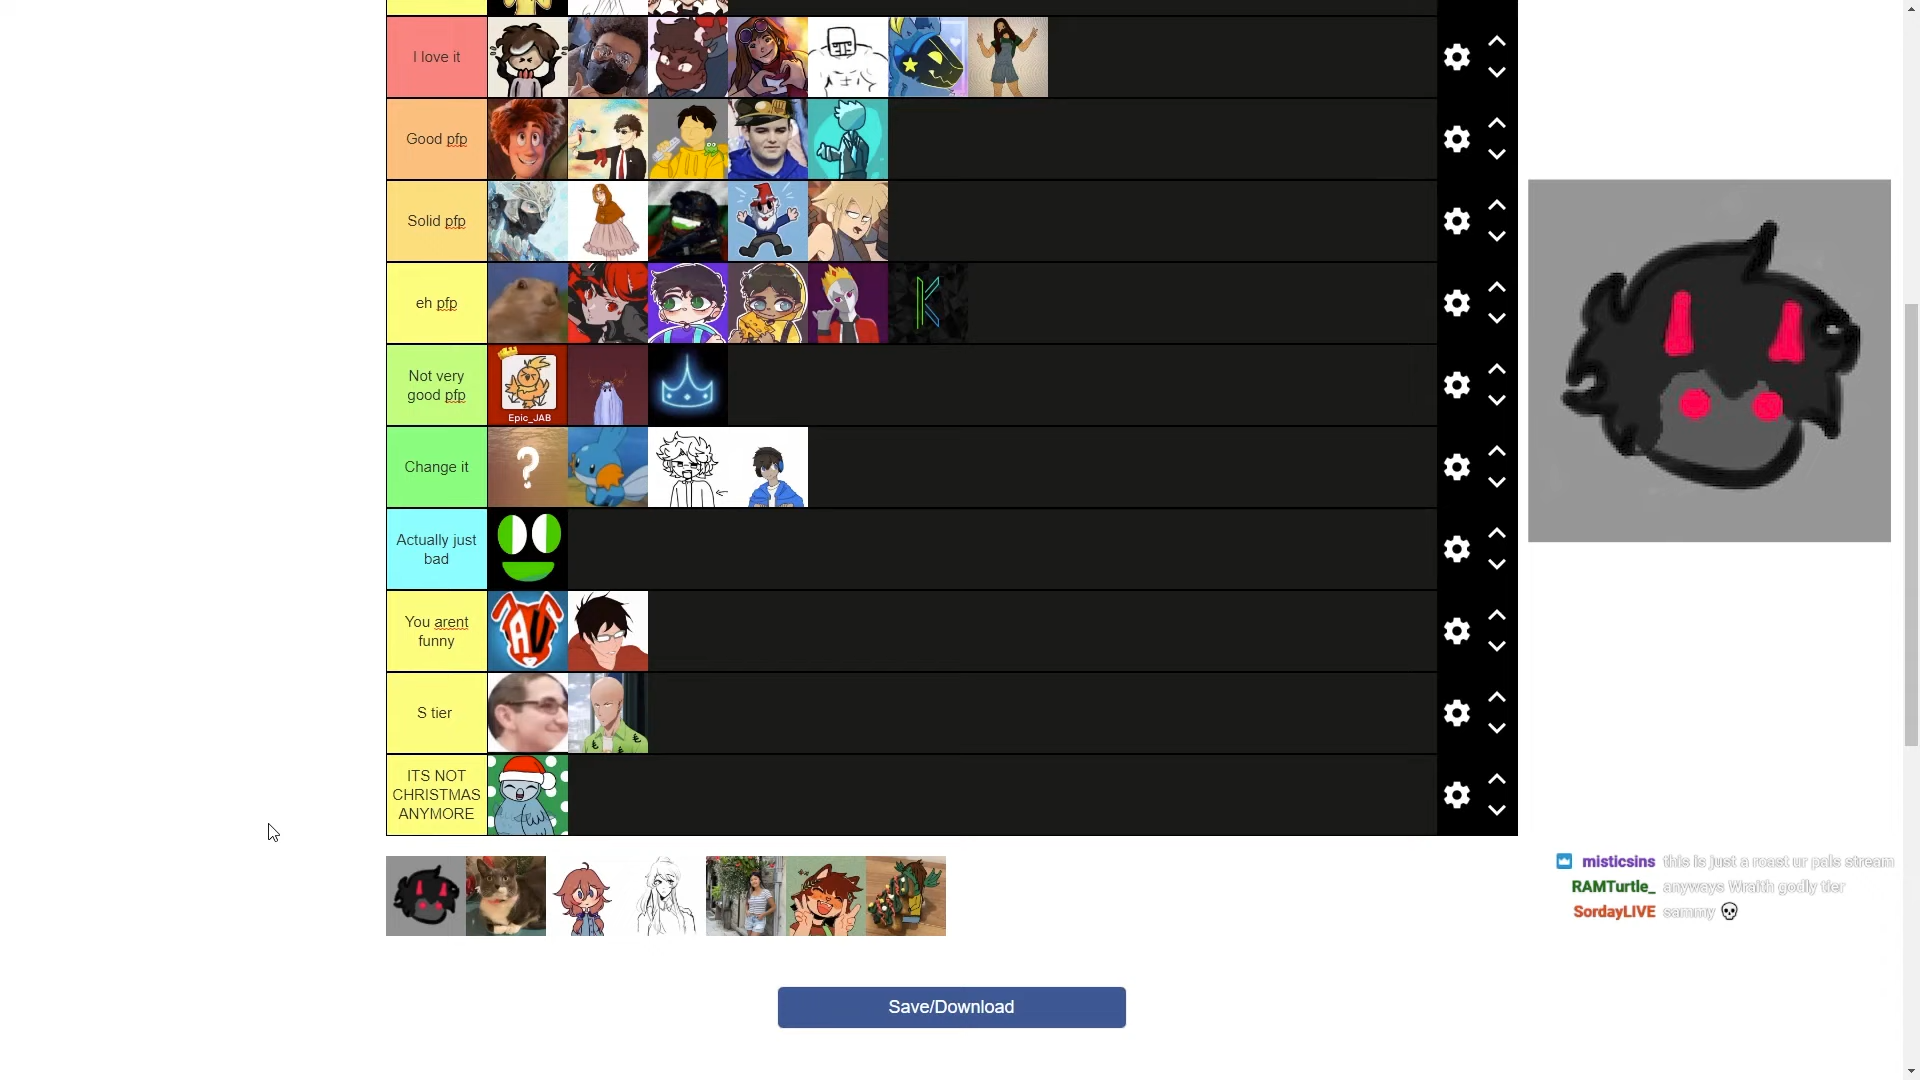 I love it
Good pfp
Solid pfp
eh pfp
Not very
good pfp
Epic_JAB
Change it
?
Actually just
bad
You arent
funny
AV
S tier
ITS NOT
CHRISTMAS
ANYMORE
misticsins this is just a roast ur pals stream
RAMTurtle_ anyways Wraith godly tier
SordayLIVE sammy 💀
Save/Download